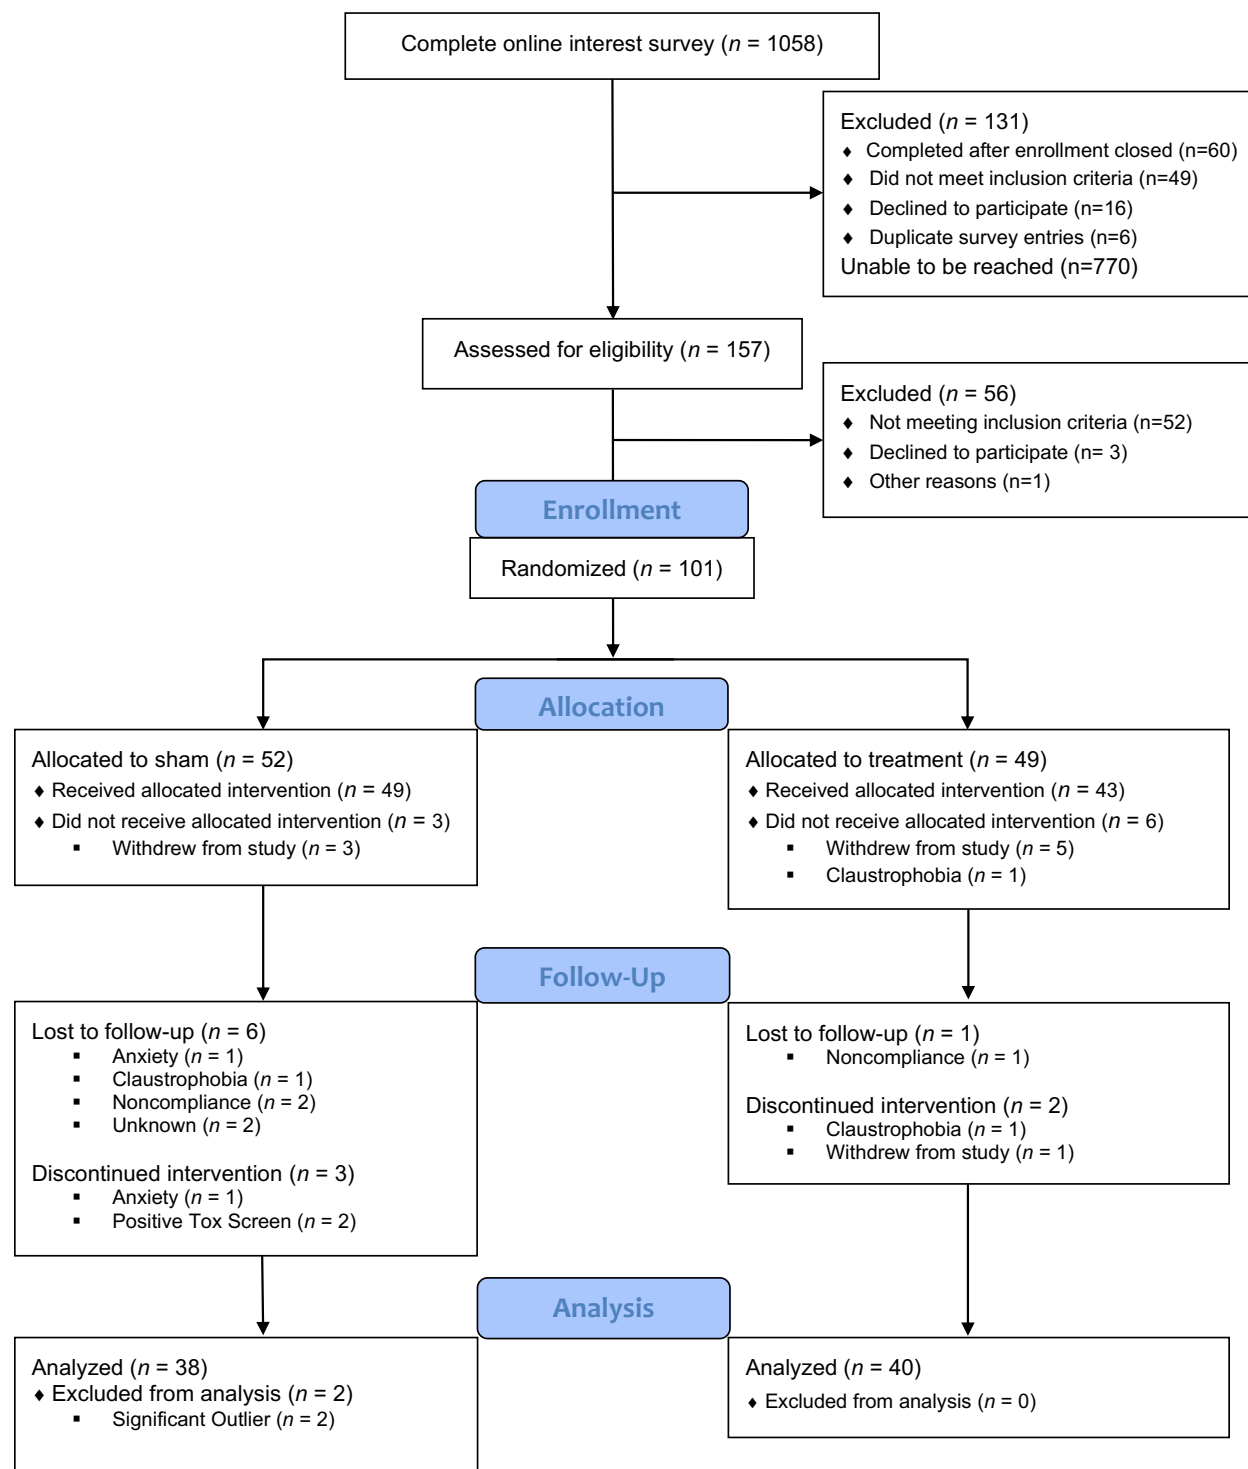 Complete online interest survey (n = 1058)
Excluded (n = 131)
♦ Completed after enrollment closed (n=60)
♦ Did not meet inclusion criteria (n=49)
♦ Declined to participate (n=16)
♦ Duplicate survey entries (n=6)
Unable to be reached (n=770)
Assessed for eligibility (n = 157)
Excluded (n = 56)
♦ Not meeting inclusion criteria (n=52)
♦ Declined to participate (n= 3)
♦ Other reasons (n=1)
Enrollment
Randomized (n = 101)
Allocation
Allocated to sham (n = 52)
♦ Received allocated intervention (n = 49)
♦ Did not receive allocated intervention (n = 3)
▪ Withdrew from study (n = 3)
Allocated to treatment (n = 49)
♦ Received allocated intervention (n = 43)
♦ Did not receive allocated intervention (n = 6)
▪ Withdrew from study (n = 5)
▪ Claustrophobia (n = 1)
Follow-Up
Lost to follow-up (n = 6)
▪ Anxiety (n = 1)
▪ Claustrophobia (n = 1)
▪ Noncompliance (n = 2)
▪ Unknown (n = 2)
Discontinued intervention (n = 3)
▪ Anxiety (n = 1)
▪ Positive Tox Screen (n = 2)
Lost to follow-up (n = 1)
▪ Noncompliance (n = 1)
Discontinued intervention (n = 2)
▪ Claustrophobia (n = 1)
▪ Withdrew from study (n = 1)
Analysis
Analyzed (n = 38)
♦ Excluded from analysis (n = 2)
▪ Significant Outlier (n = 2)
Analyzed (n = 40)
♦ Excluded from analysis (n = 0)